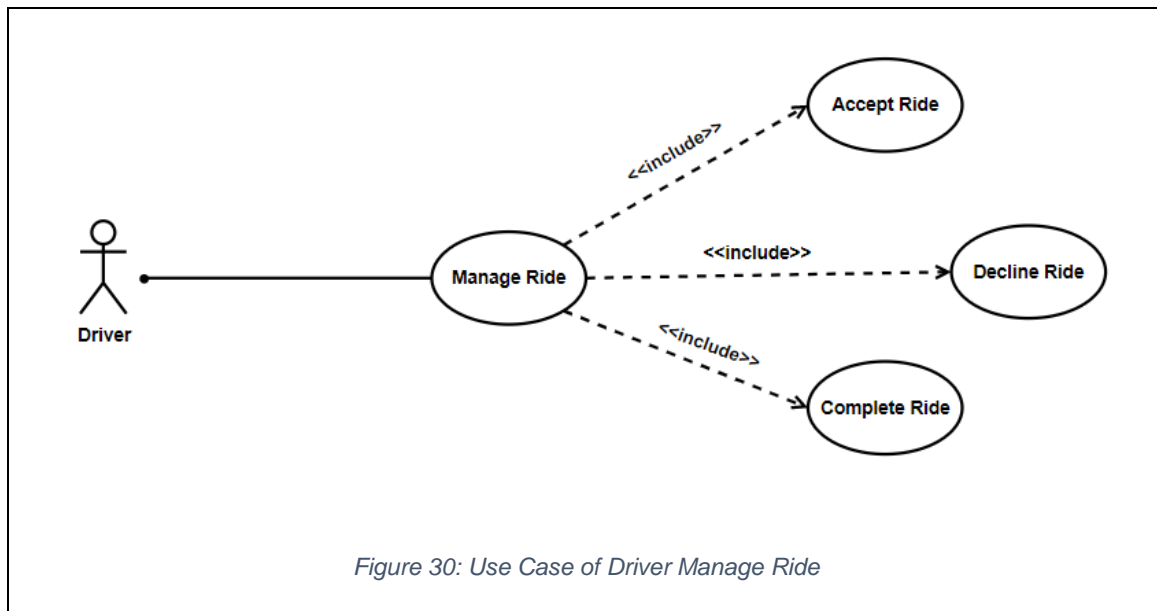 Accept Ride
<<include>>
<<include>>
Manage Ride
Decline Ride
Driver
<<include>>
Complete Ride
Figure 30: Use Case of Driver Manage Ride